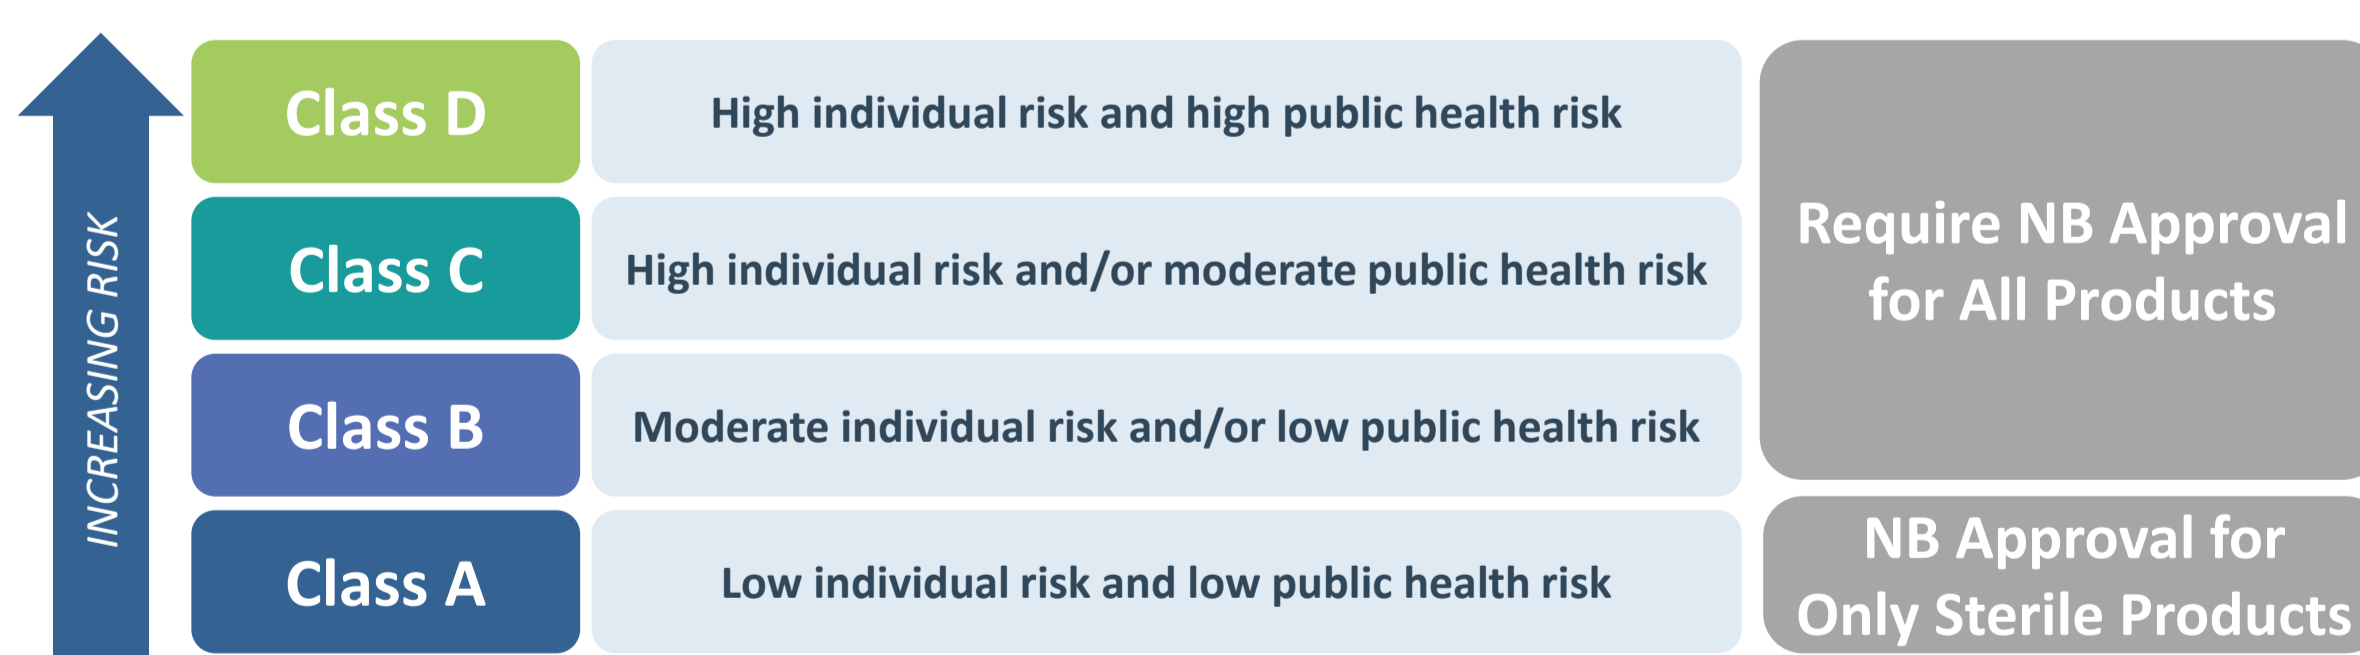 INCREASING RISK
Class D
High individual risk and high public health risk
Class C
High individual risk and/or moderate public health risk
Class B
Moderate individual risk and/or low public health risk
Require NB Approval
for All Products
Class A
Low individual risk and low public health risk
NB Approval for
Only Sterile Products